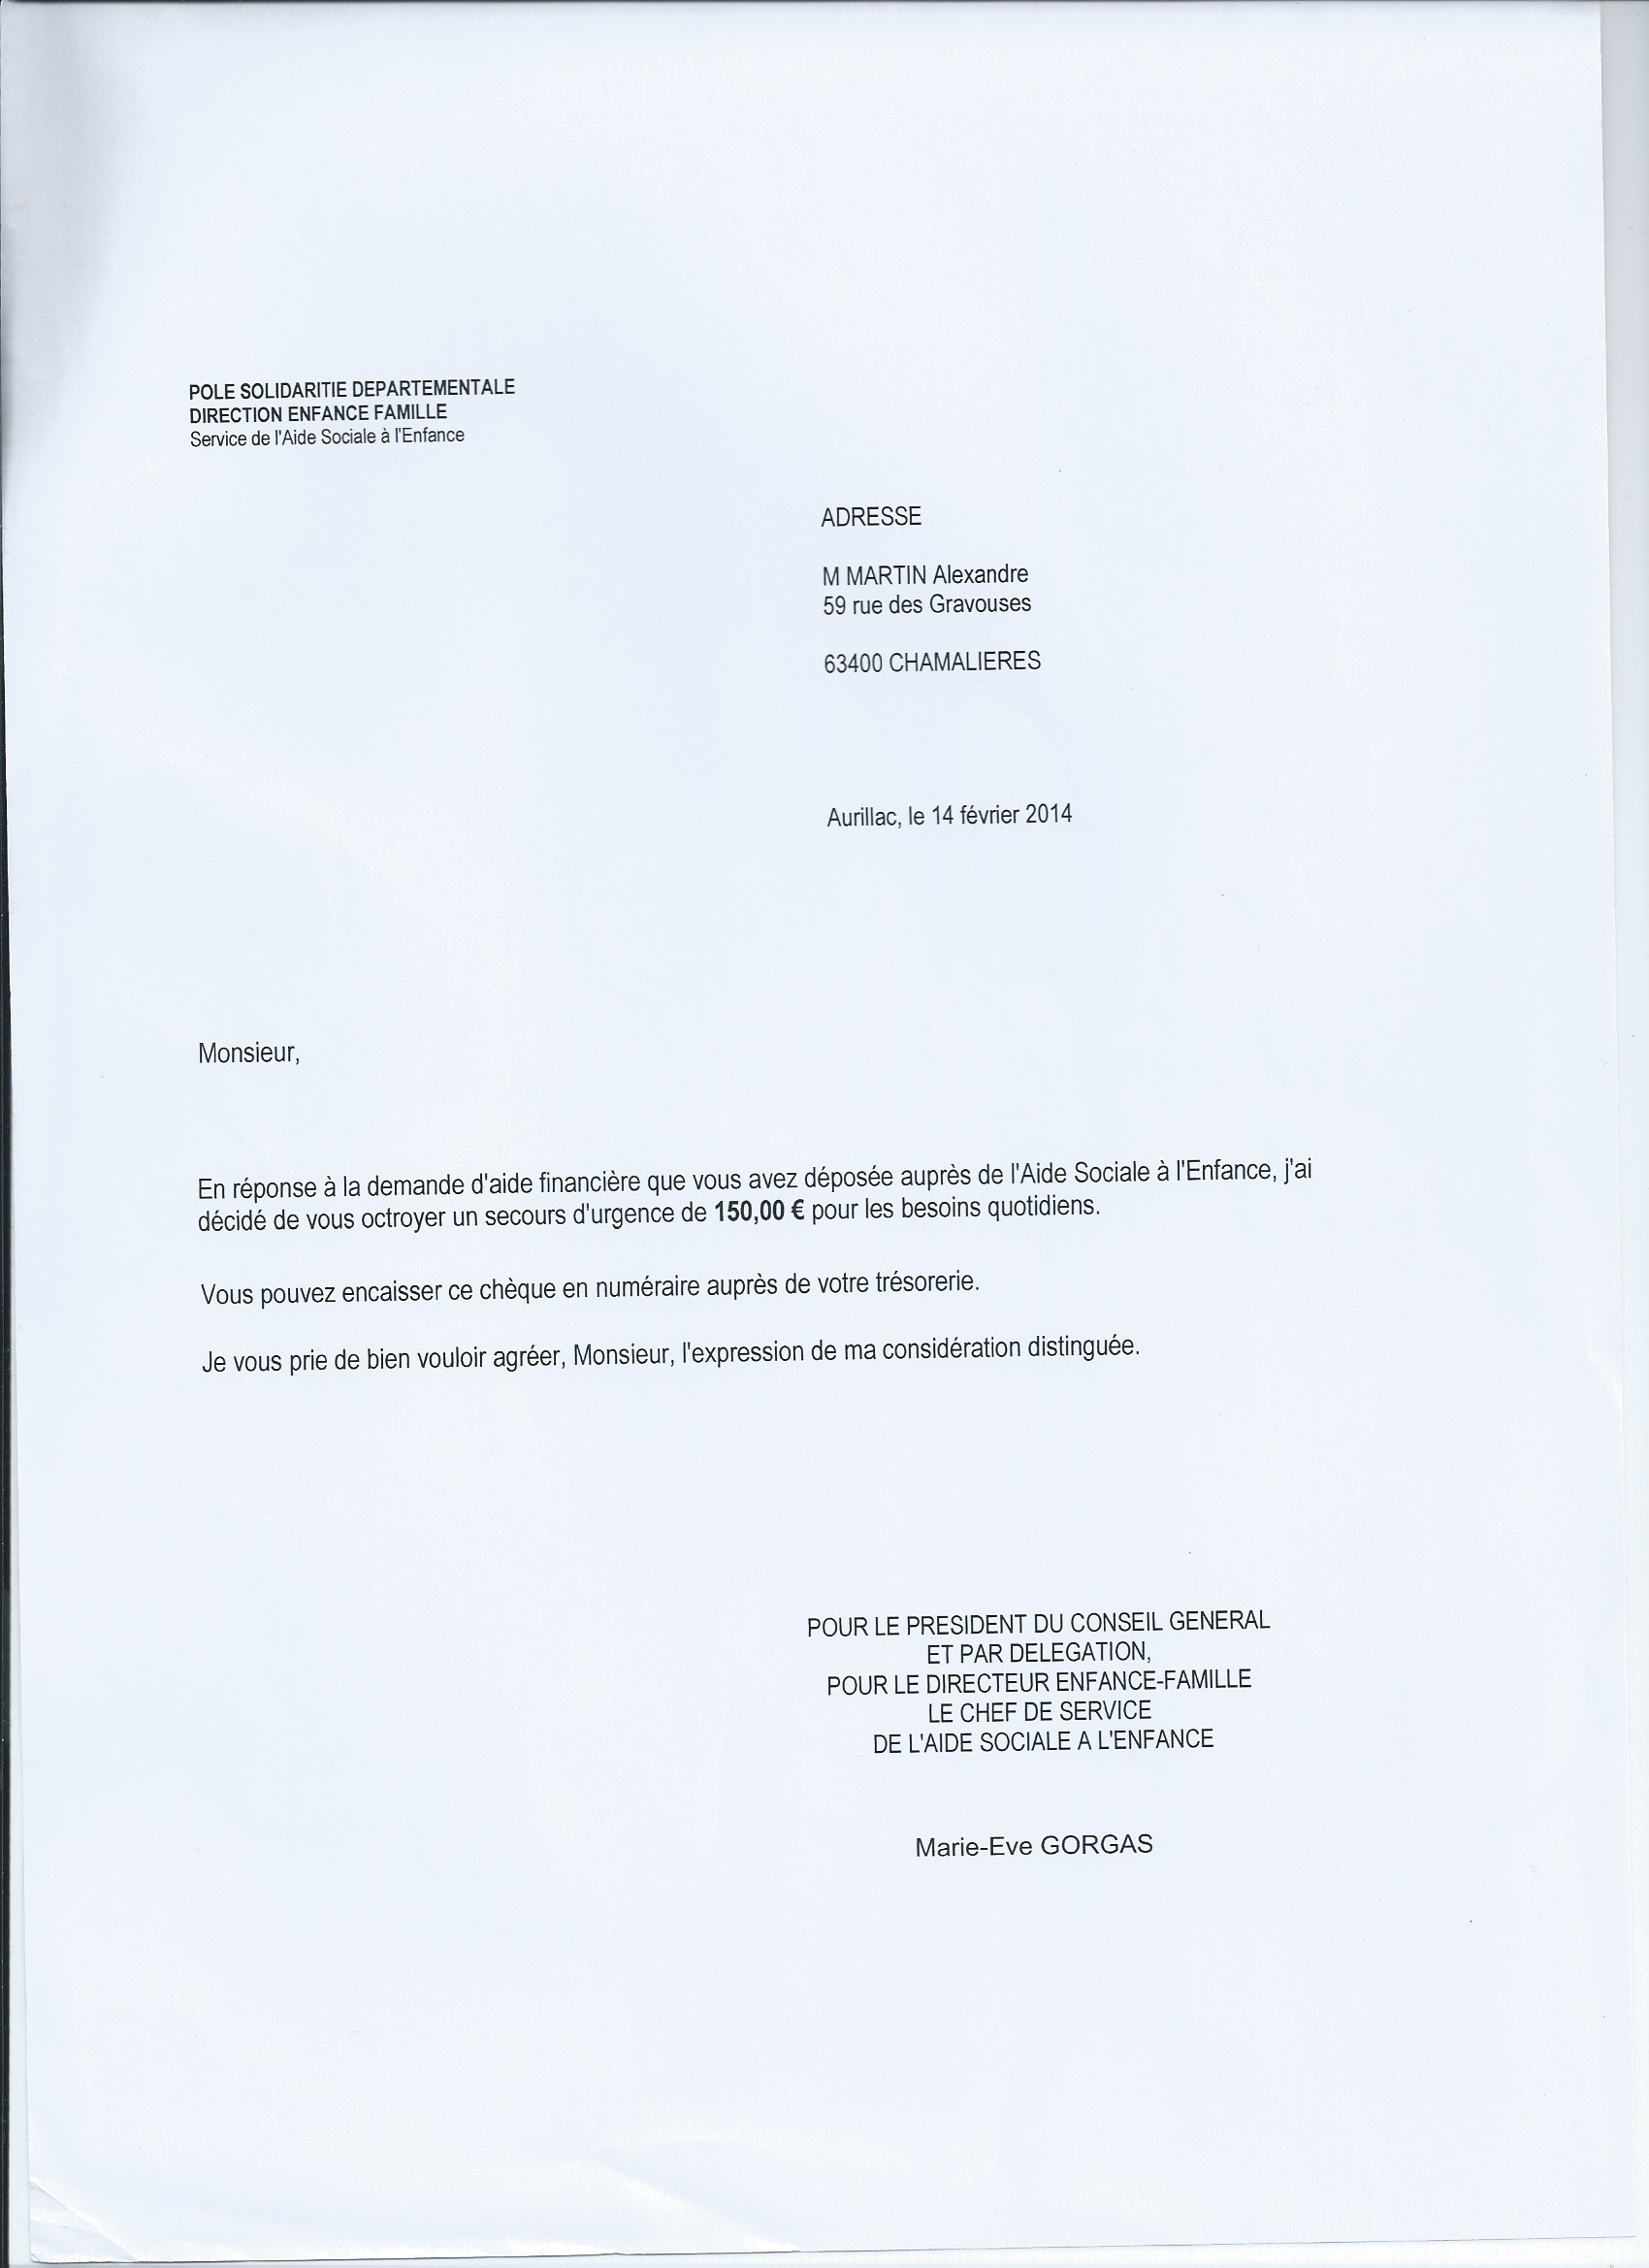 POLE SOLIDARITIE DEPARTEMENTALE
DIRECTION ENFANCE FAMILLE
Service de l'Aide Sociale à l'Enfance
ADRESSE
M MARTIN Alexandre
59 rue des Gravouses
63400 CHAMALIERES
Aurillac, le 14 février 2014
Monsieur,
En réponse à la demande d'aide financière que vous avez déposée auprès de l'Aide Sociale à l'Enfance, j'ai
décidé de vous octroyer un secours d'urgence de 150,00 € pour les besoins quotidiens.
Vous pouvez encaisser ce chèque en numéraire auprès de votre trésorerie.
Je vous prie de bien vouloir agréer, Monsieur, l'expression de ma considération distinguée.
POUR LE PRESIDENT DU CONSEIL GENERAL
ET PAR DELEGATION,
POUR LE DIRECTEUR ENFANCE-FAMILLE
LE CHEF DE SERVICE
DE L'AIDE SOCIALE A L'ENFANCE
Marie-Eve GORGAS